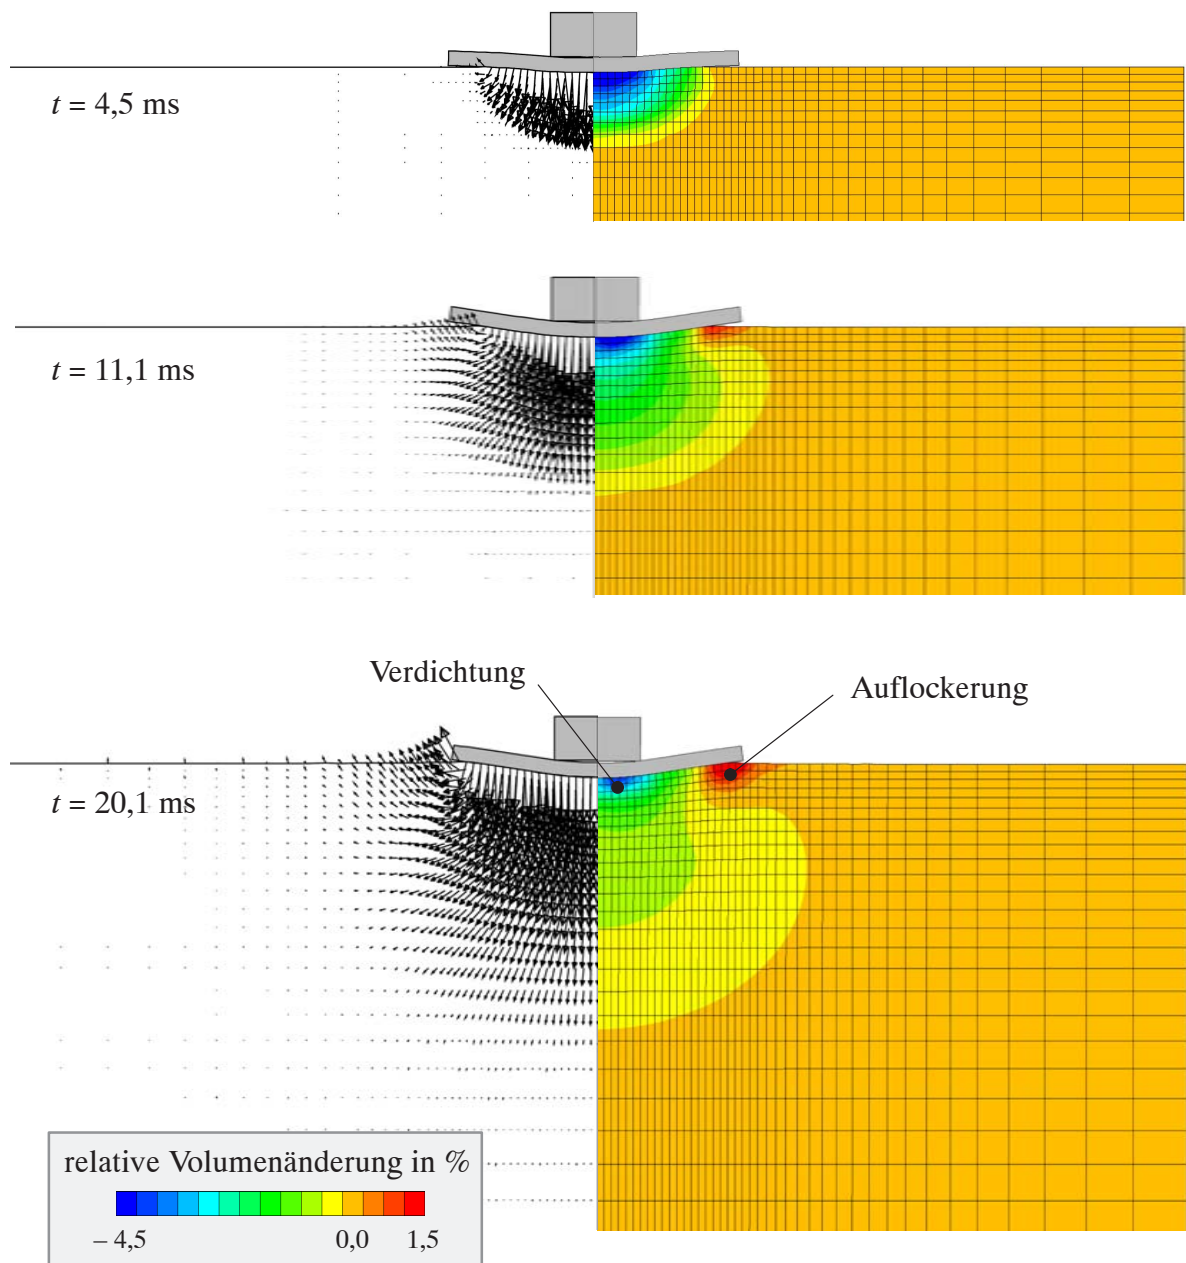 t = 4,5 ms
t = 11,1 ms
Verdichtung
Auflockerung
t = 20,1 ms
relative Volumenänderung in %
– 4,5 0,0 1,5